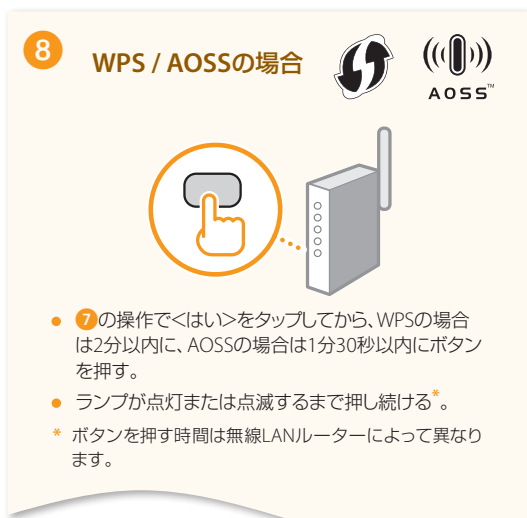 8 WPS / AOSSの場合
AOSS™
● 7の操作で<はい>をタップしてから、WPSの場合
は2分以内に、AOSSの場合は1分30秒以内にボタン
を押す。
● ランプが点灯または点滅するまで押し続ける*。
* ボタンを押す時間は無線LANルーターによって異なり
ます。